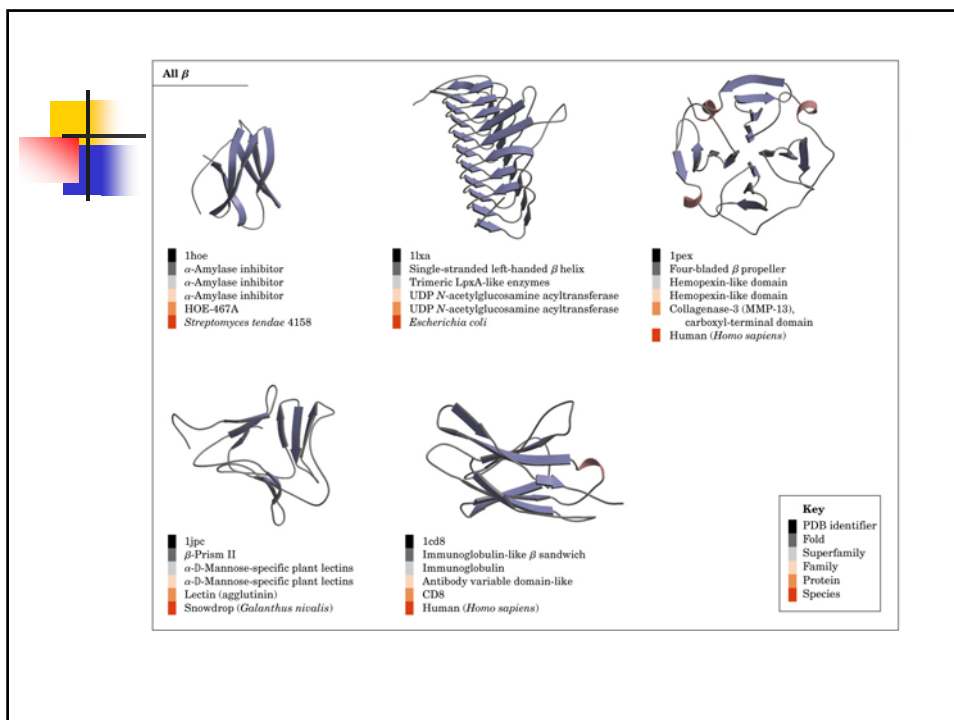 All β
1hoe
α-Amylase inhibitor
α-Amylase inhibitor
α-Amylase inhibitor
HOE-467A
Streptomyces tendae 4158
1lxa
Single-stranded left-handed β helix
Trimeric LpxA-like enzymes
UDP N-acetylglucosamine acyltransferase
UDP N-acetylglucosamine acyltransferase
Escherichia coli
1pex
Four-bladed β propeller
Hemopexin-like domain
Hemopexin-like domain
Collagenase-3 (MMP-13),
carboxyl-terminal domain
Human (Homo sapiens)
1jpc
β-Prism II
α-D-Mannose-specific plant lectins
α-D-Mannose-specific plant lectins
Lectin (agglutinin)
Snowdrop (Galanthus nivalis)
1cd8
Immunoglobulin-like β sandwich
Immunoglobulin
Antibody variable domain-like
CD8
Human (Homo sapiens)
Key
PDB identifier
Fold
Superfamily
Family
Protein
Species